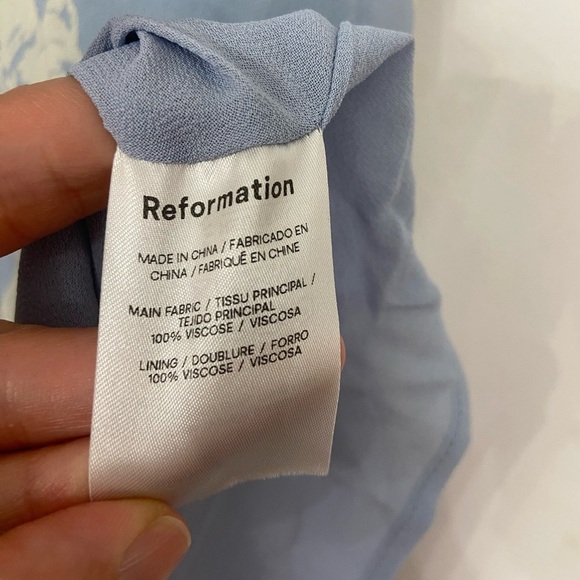 Reformation
MADE IN CHINA / FABRICADO EN
CHINA / FABRIQUÉ EN CHINE
MAIN FABRIC / TISSU PRINCIPAL /
TEJIDO PRINCIPAL
100% VISCOSE / VISCOSA
LINING / DOUBLURE / FORRO
100% VISCOSE / VISCOSA